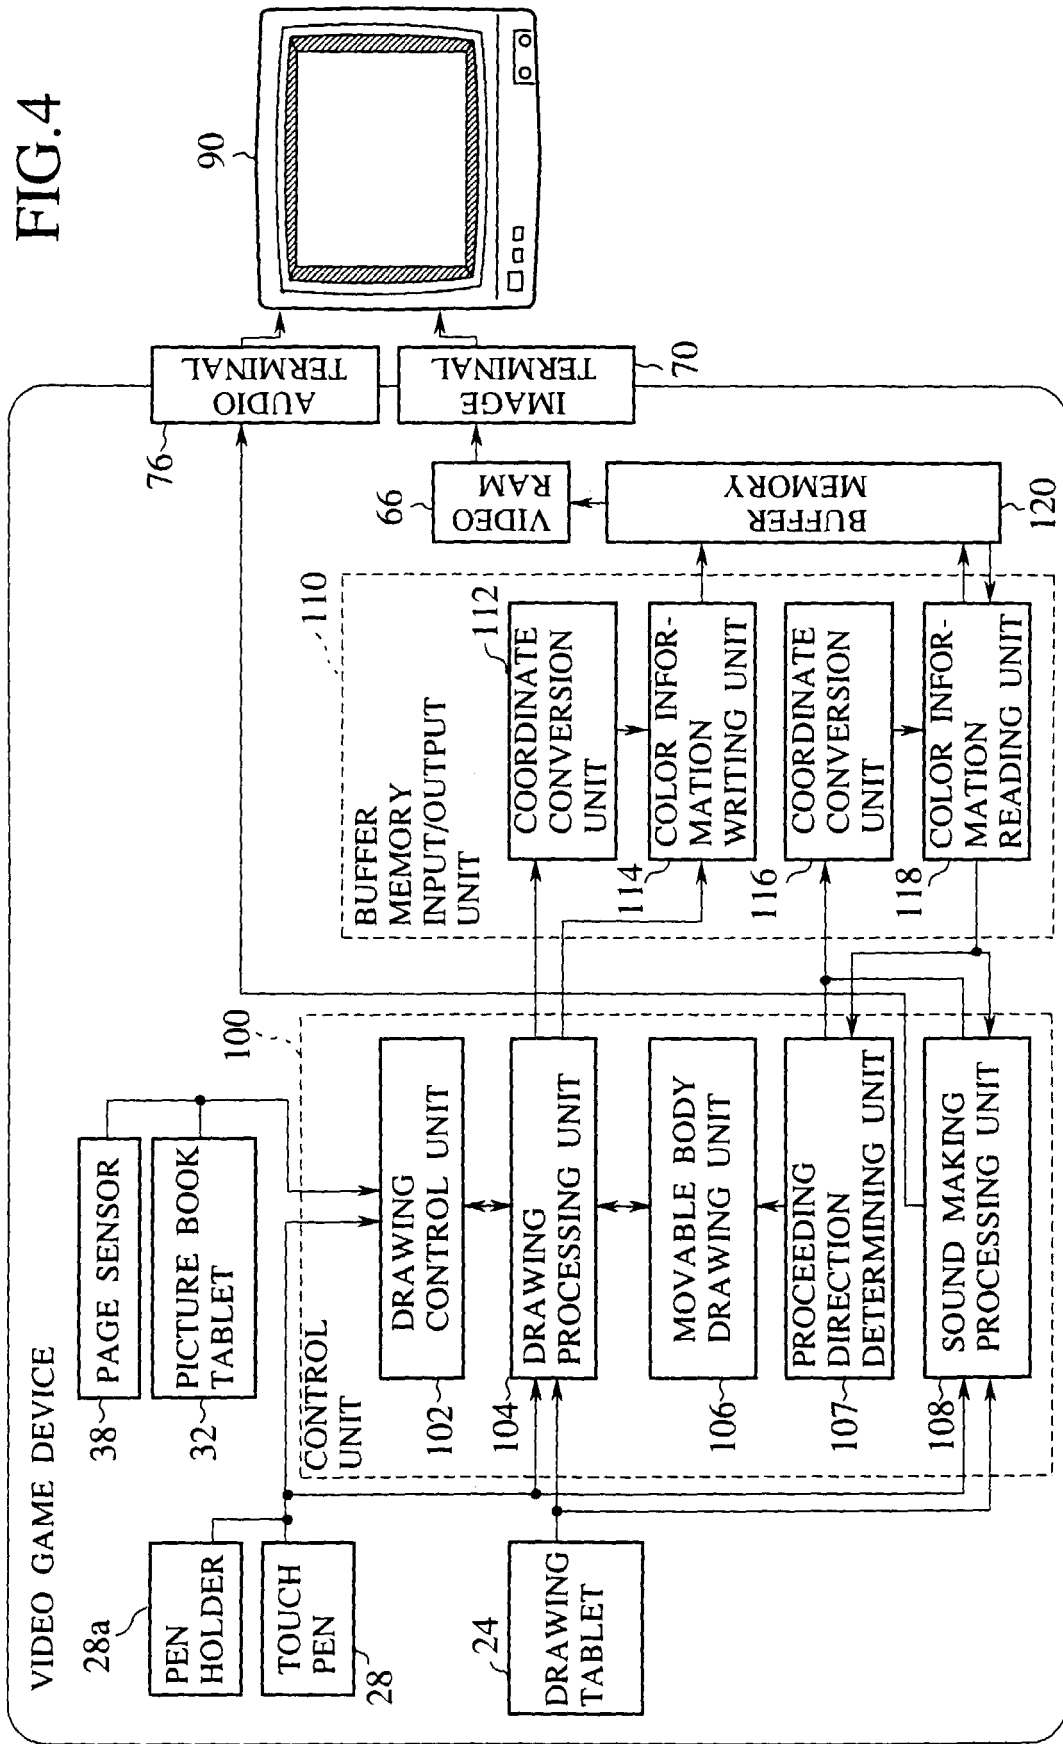 FIG.4
VIDEO GAME DEVICE
28a
PEN
HOLDER
TOUCH
PEN
28
24
DRAWING
TABLET
38
PAGE SENSOR
32
PICTURE BOOK
TABLET
100
CONTROL
UNIT
102
DRAWING
CONTROL UNIT
104
DRAWING
PROCESSING UNIT
106
MOVABLE BODY
DRAWING UNIT
107
PROCEEDING
DIRECTION
DETERMINING UNIT
108
SOUND MAKING
PROCESSING UNIT
110
BUFFER
MEMORY
INPUT/OUTPUT
UNIT
112
COORDINATE
CONVERSION
UNIT
114
COLOR INFOR-
MATION
WRITING UNIT
116
COORDINATE
CONVERSION
UNIT
118
COLOR INFOR-
MATION
READING UNIT
76
AUDIO
TERMINAL
IMAGE
TERMINAL
70
66
VIDEO
RAM
BUFFER
MEMORY
120
90